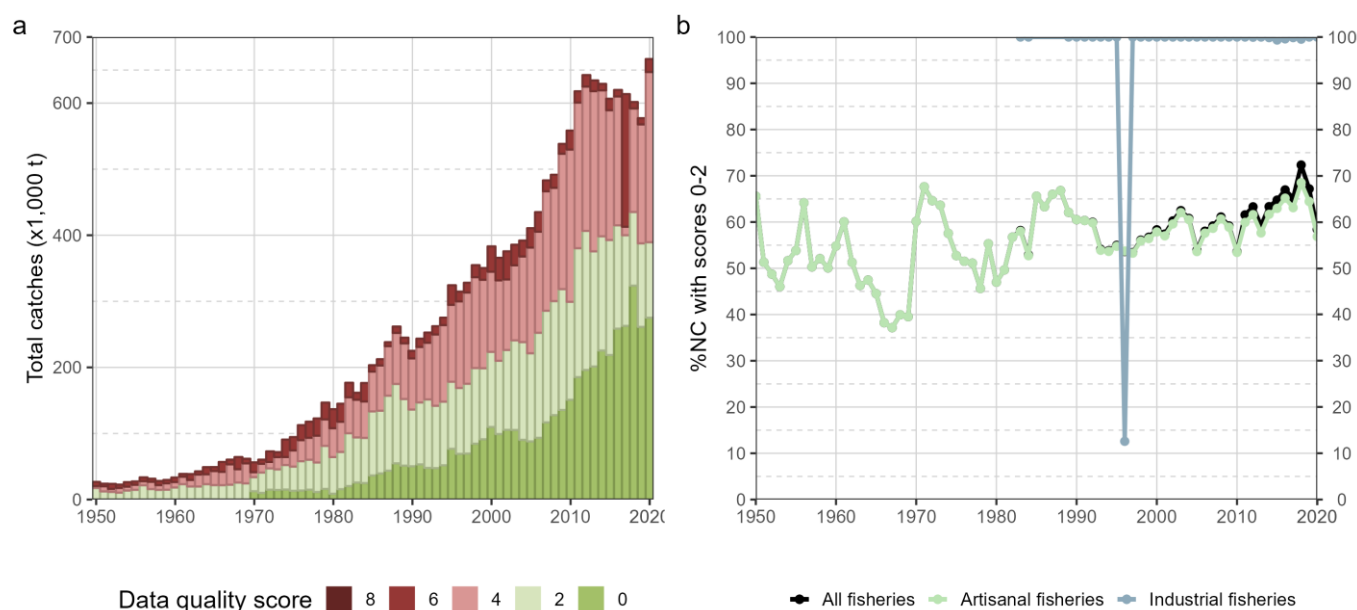 a
Total catches (x1,000 t)
700
600
400
200
0
1950 1960 1970 1980 1990 2000 2010 2020
Data quality score 8 6 4 2 0
b
%NC with scores 0-2
100 100
90 90
80 80
70 70
60 60
50 50
40 40
30 30
20 20
10 10
0 0
1950 1960 1970 1980 1990 2000 2010 2020
All fisheries Artisanal fisheries Industrial fisheries